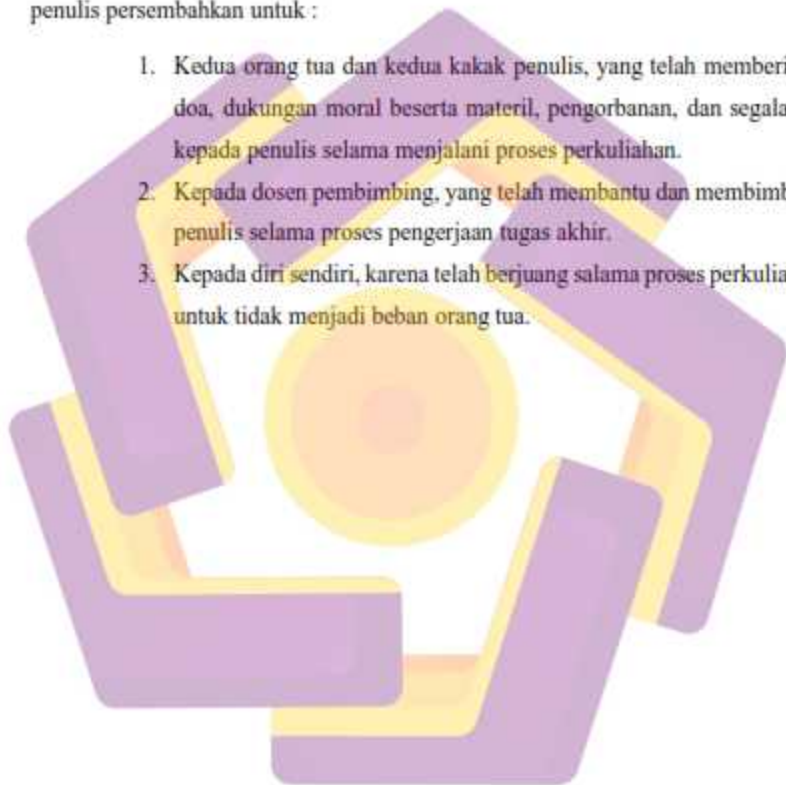 penulis persembahkan untuk :
1. Kedua orang tua dan kedua kakak penulis, yang telah memberi
doa, dukungan moral beserta materil, pengorbanan, dan segala
kepada penulis selama menjalani proses perkuliahan.
2. Kepada dosen pembimbing, yang telah membantu dan membimb
penulis selama proses pengerjaan tugas akhir.
3. Kepada diri sendiri, karena telah berjuang salama proses perkulia
untuk tidak menjadi beban orang tua.